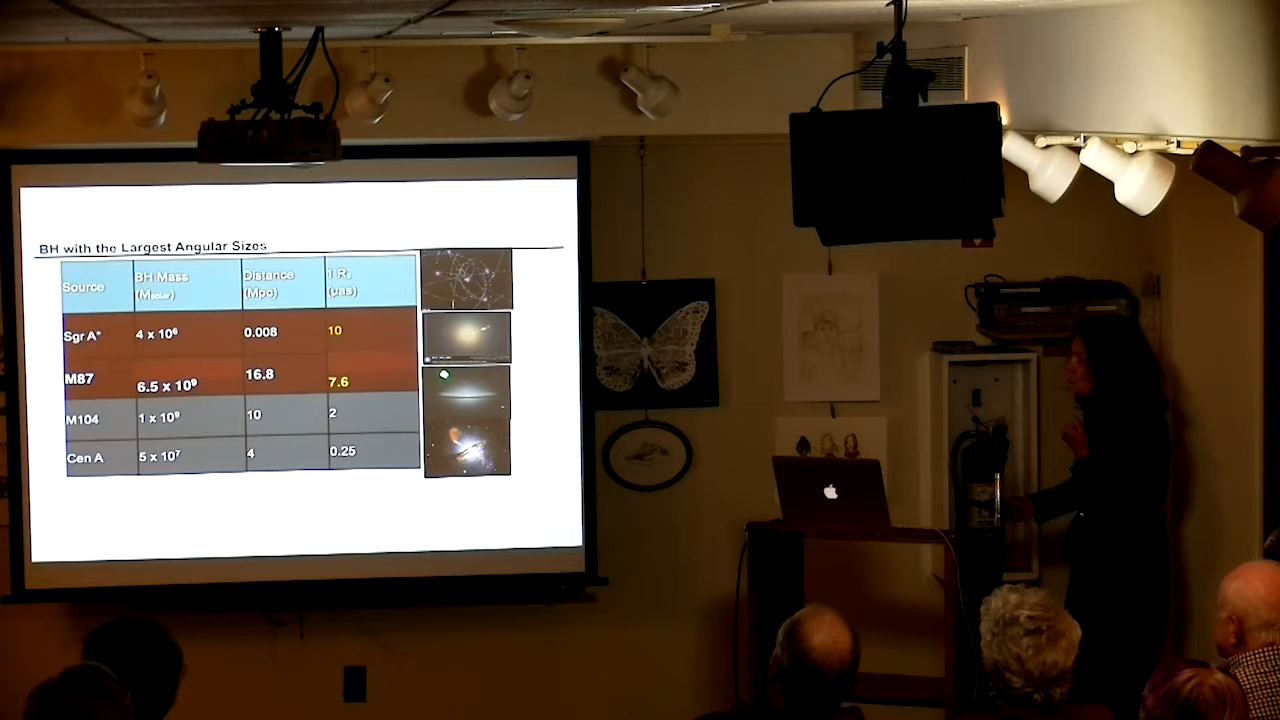 BH with the Largest Angular Sizes
Source BH Mass (Msolar) Distance (Mpc) 1 Rs (μas)
Sgr A* 4 x 10⁶ 0.008 10
M87 6.5 x 10⁹ 16.8 7.6
M104 1 x 10⁹ 10 2
Cen A 5 x 10⁷ 4 0.25